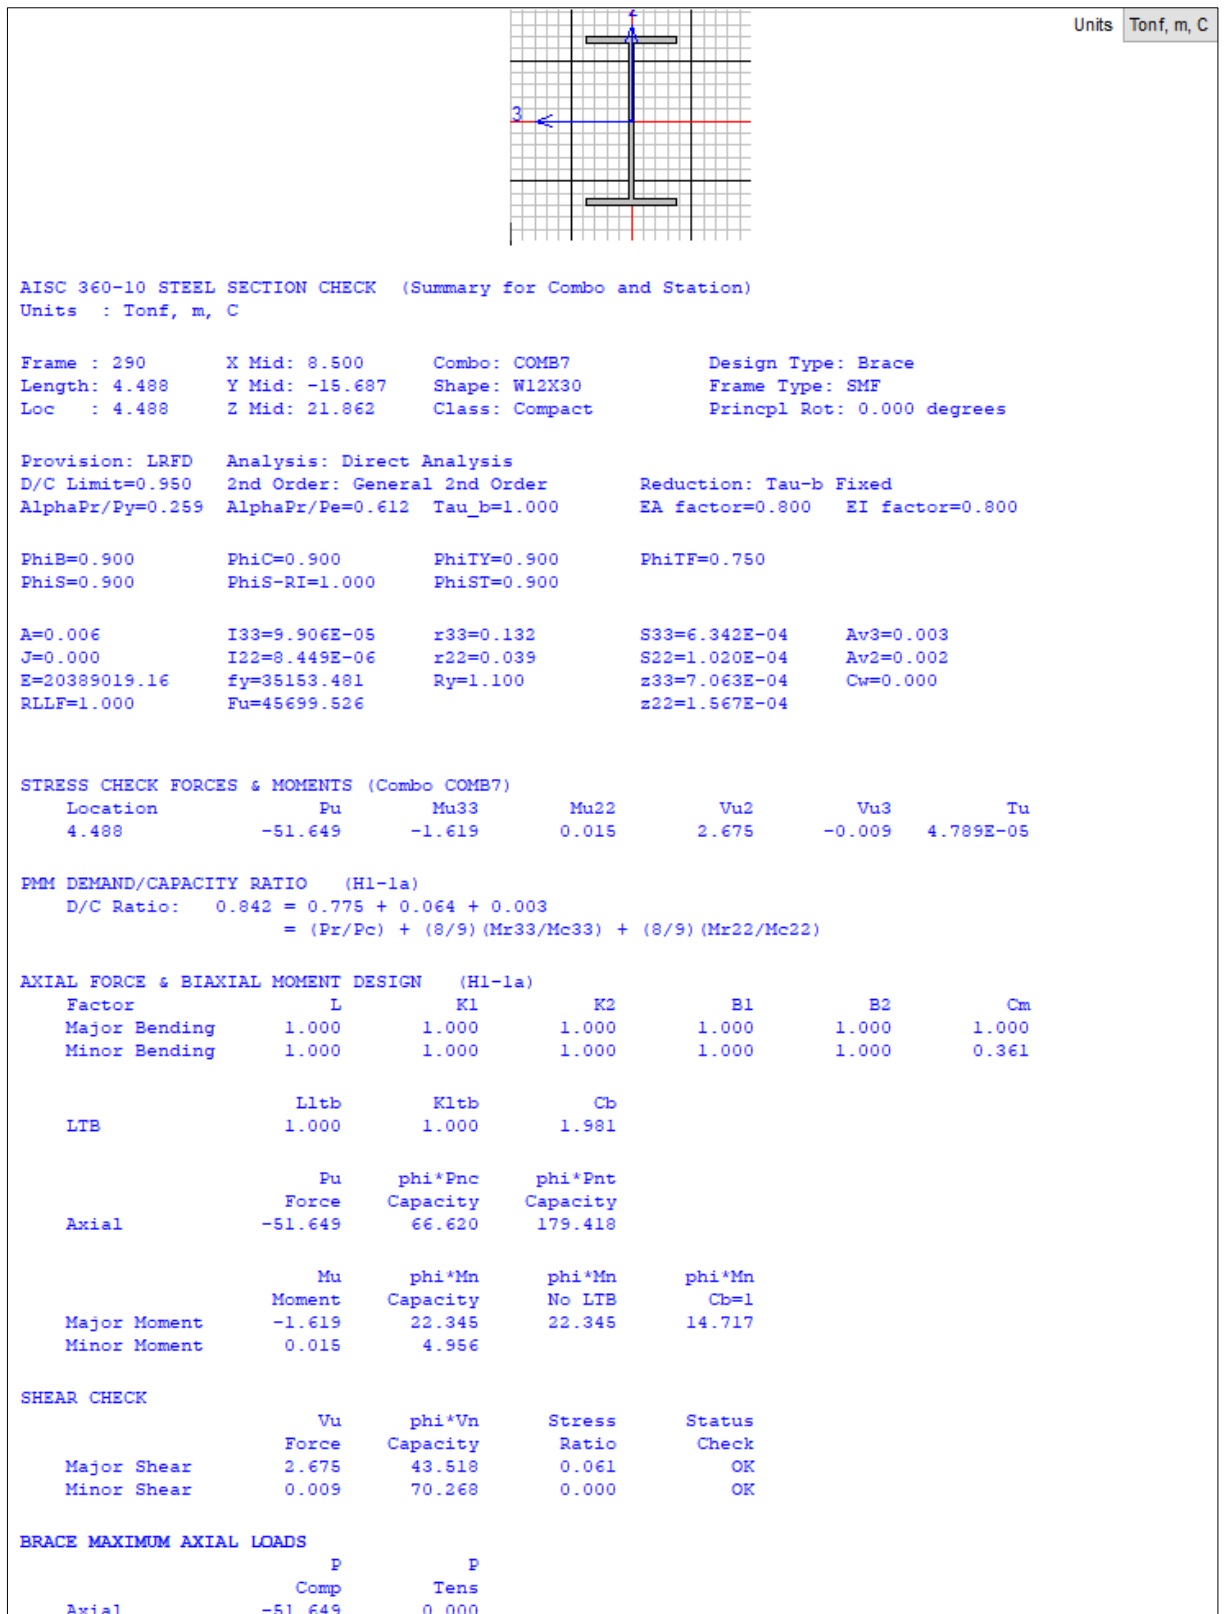 Units Tonf, m, C
2
3
AISC 360-10 STEEL SECTION CHECK (Summary for Combo and Station)
Units : Tonf, m, C
Frame : 290 X Mid: 8.500 Combo: COMB7 Design Type: Brace
Length: 4.488 Y Mid: -15.687 Shape: W12X30 Frame Type: SMF
Loc : 4.488 Z Mid: 21.862 Class: Compact Princpl Rot: 0.000 degrees
Provision: LRFD Analysis: Direct Analysis
D/C Limit=0.950 2nd Order: General 2nd Order Reduction: Tau-b Fixed
AlphaPr/Py=0.259 AlphaPr/Pe=0.612 Tau_b=1.000 EA factor=0.800 EI factor=0.800
PhiB=0.900 PhiC=0.900 PhiTY=0.900 PhiTF=0.750
PhiS=0.900 PhiS-RI=1.000 PhiST=0.900
A=0.006 I33=9.906E-05 r33=0.132 S33=6.342E-04 Av3=0.003
J=0.000 I22=8.449E-06 r22=0.039 S22=1.020E-04 Av2=0.002
E=20389019.16 fy=35153.481 Ry=1.100 z33=7.063E-04 Cw=0.000
RLLF=1.000 Fu=45699.526 z22=1.567E-04
STRESS CHECK FORCES & MOMENTS (Combo COMB7)
Location Pu Mu33 Mu22 Vu2 Vu3 Tu
4.488 -51.649 -1.619 0.015 2.675 -0.009 4.789E-05
PMM DEMAND/CAPACITY RATIO (H1-1a)
D/C Ratio: 0.842 = 0.775 + 0.064 + 0.003
= (Pr/Pc) + (8/9)(Mr33/Mc33) + (8/9)(Mr22/Mc22)
AXIAL FORCE & BIAXIAL MOMENT DESIGN (H1-1a)
Factor L K1 K2 B1 B2 Cm
Major Bending 1.000 1.000 1.000 1.000 1.000 1.000
Minor Bending 1.000 1.000 1.000 1.000 1.000 0.361
Lltb Kltb Cb
LTB 1.000 1.000 1.981
Pu phi*Pnc phi*Pnt
Force Capacity Capacity
Axial -51.649 66.620 179.418
Mu phi*Mn phi*Mn phi*Mn
Moment Capacity No LTB Cb=1
Major Moment -1.619 22.345 22.345 14.717
Minor Moment 0.015 4.956
SHEAR CHECK
Vu phi*Vn Stress Status
Force Capacity Ratio Check
Major Shear 2.675 43.518 0.061 OK
Minor Shear 0.009 70.268 0.000 OK
BRACE MAXIMUM AXIAL LOADS
P P
Comp Tens
Axial -51.649 0.000